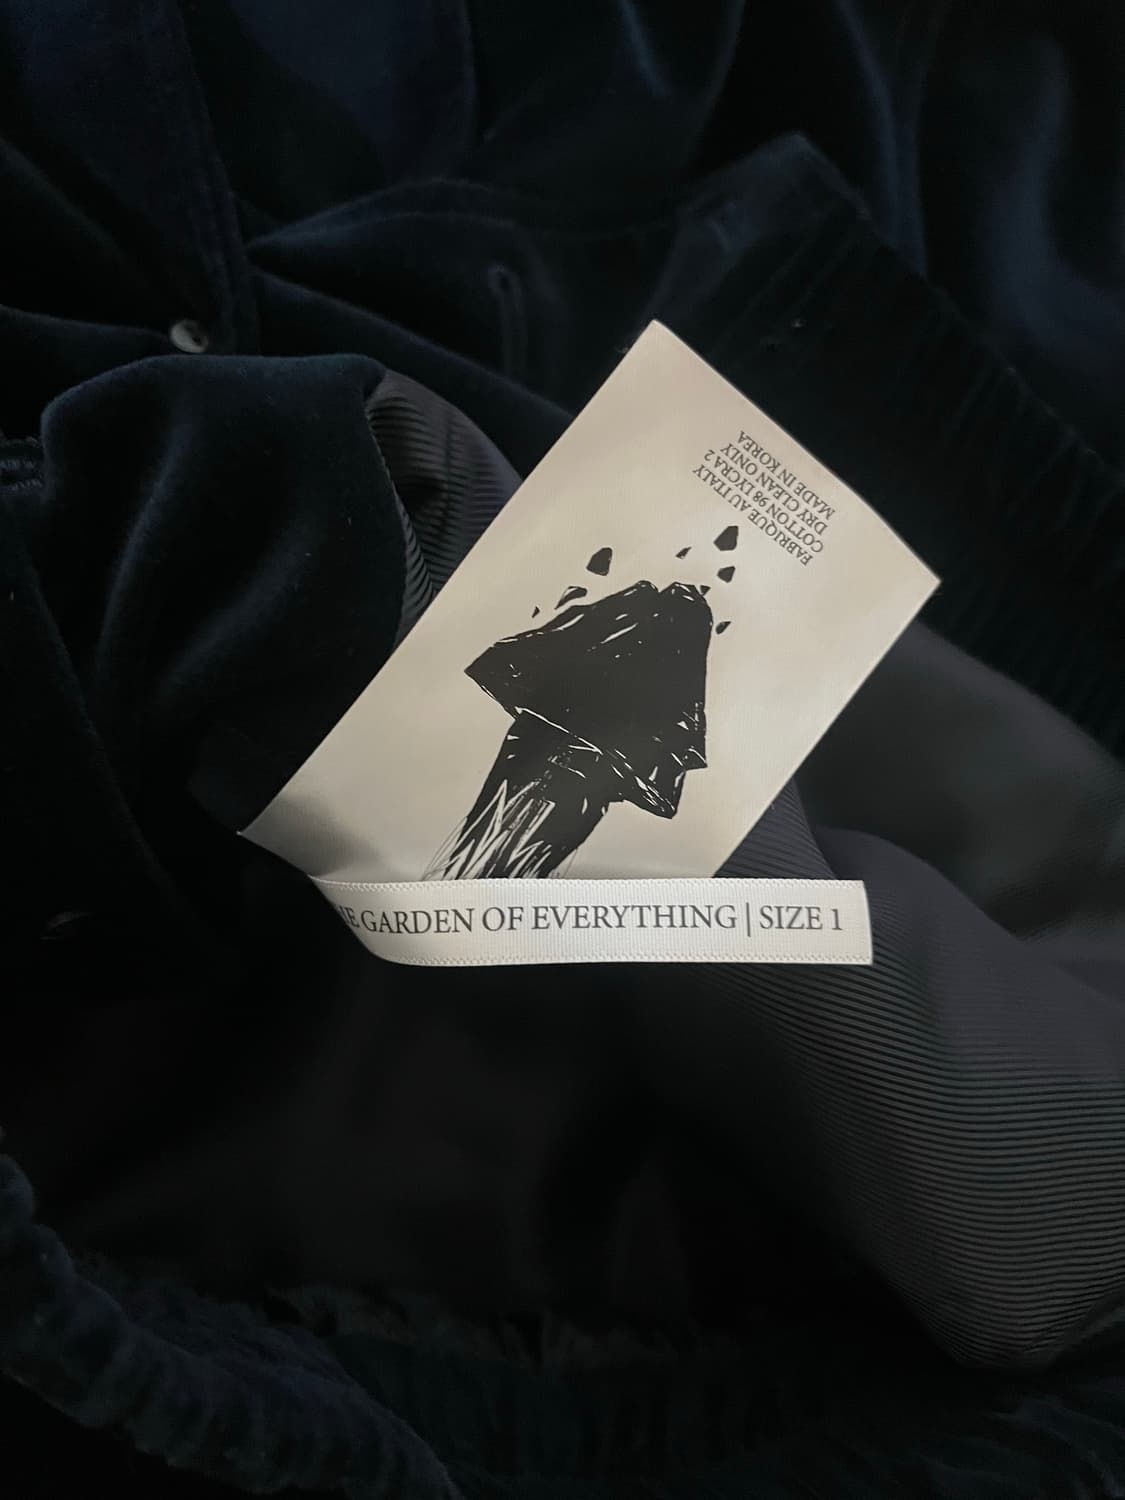 FABRIQUE AU ITALY
COTTON 98 LYCRA 2
DRY CLEAN ONLY
MADE IN KOREA
GARDEN OF EVERYTHING | SIZE 1